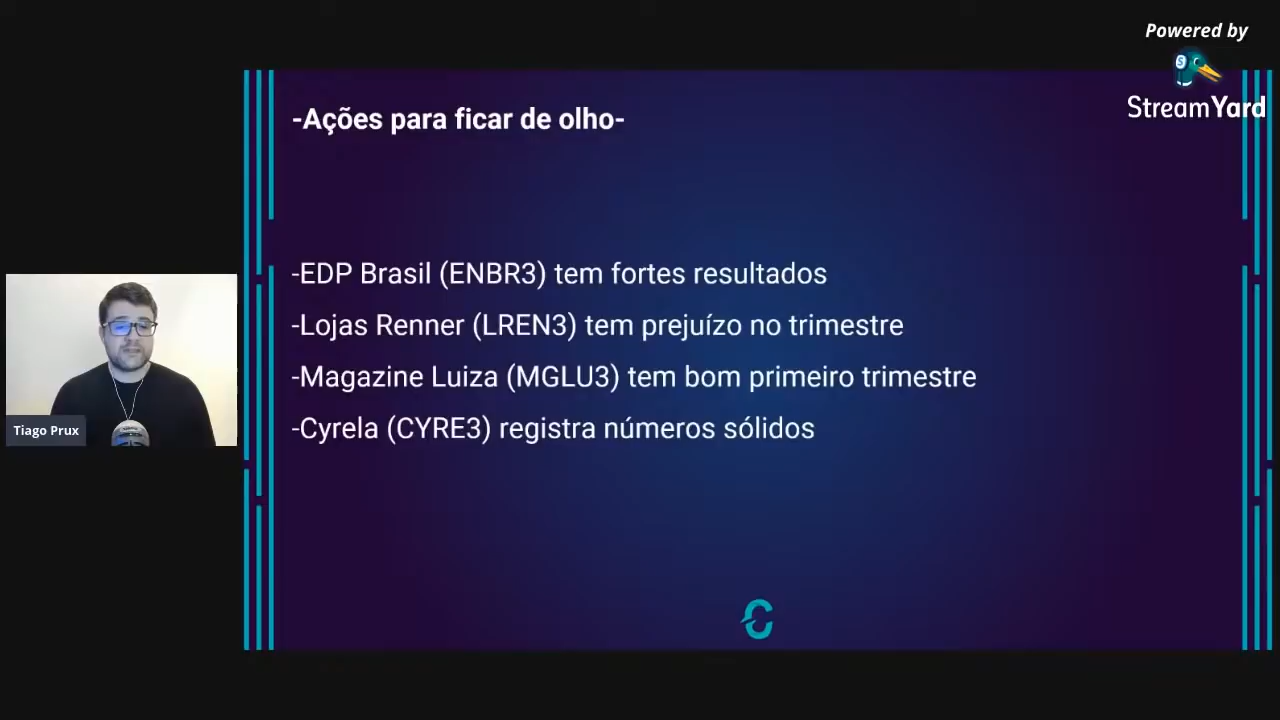 Powered by
StreamYard
-Ações para ficar de olho-
-EDP Brasil (ENBR3) tem fortes resultados
-Lojas Renner (LREN3) tem prejuízo no trimestre
-Magazine Luiza (MGLU3) tem bom primeiro trimestre
-Cyrela (CYRE3) registra números sólidos
Tiago Prux